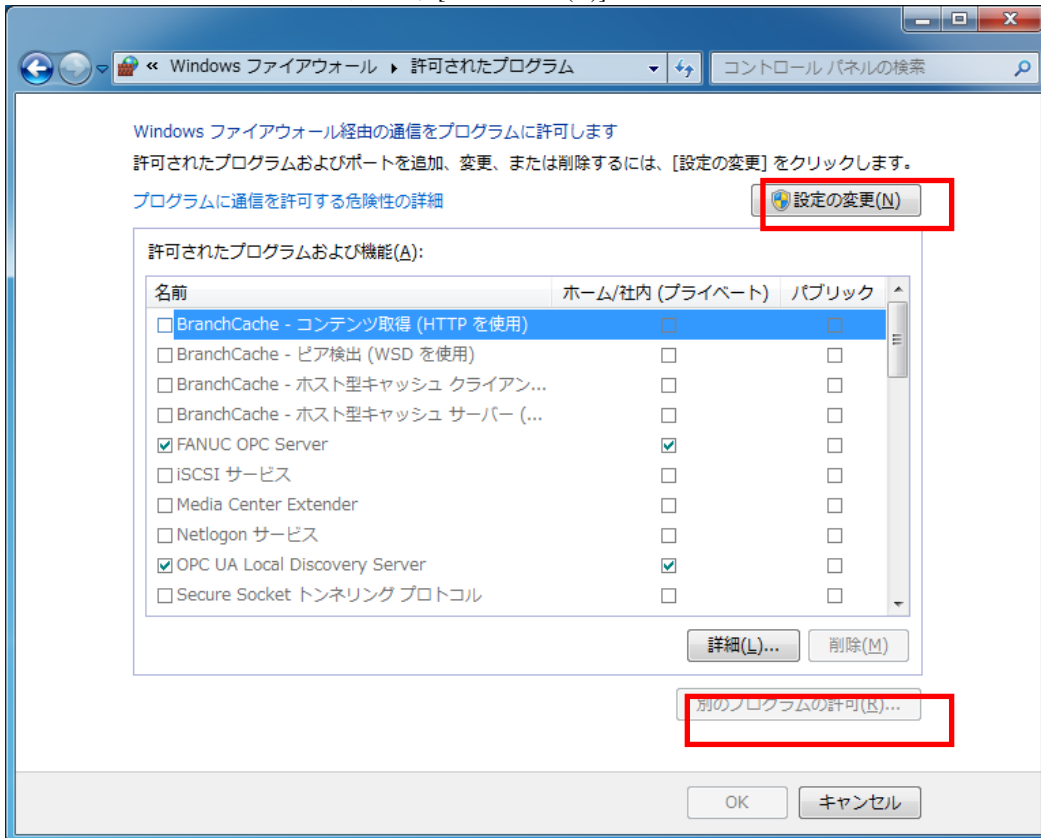 « Windows ファイアウォール ▸ 許可されたプログラム
コントロール パネルの検索
Windows ファイアウォール経由の通信をプログラムに許可します
許可されたプログラムおよびポートを追加、変更、または削除するには、[設定の変更] をクリックします。
プログラムに通信を許可する危険性の詳細
設定の変更(N)
許可されたプログラムおよび機能(A):
名前 ホーム/社内 (プライベート) パブリック
BranchCache - コンテンツ取得 (HTTP を使用)
BranchCache - ピア検出 (WSD を使用)
BranchCache - ホスト型キャッシュ クライアン...
BranchCache - ホスト型キャッシュ サーバー (...
FANUC OPC Server
iSCSI サービス
Media Center Extender
Netlogon サービス
OPC UA Local Discovery Server
Secure Socket トンネリング プロトコル
詳細(L)... 削除(M)
別のプログラムの許可(R)...
OK キャンセル